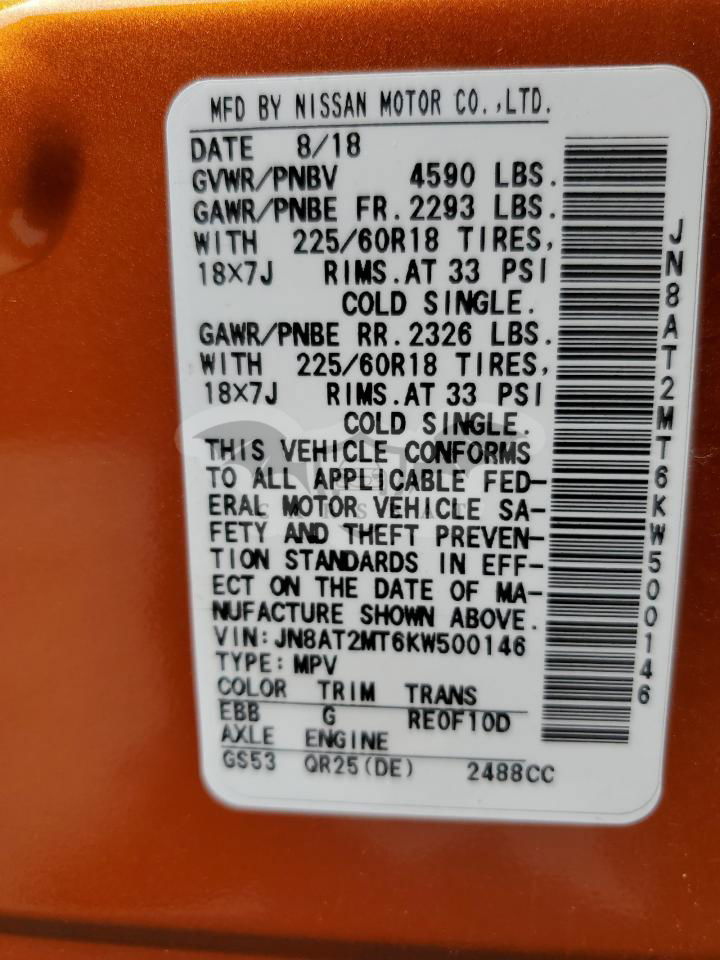 MFD BY NISSAN MOTOR CO.,LTD.
DATE 8/18
GVWR/PNBV 4590 LBS.
GAWR/PNBE FR. 2293 LBS.
WITH 225/60R18 TIRES,
18X7J RIMS. AT 33 PSI
COLD SINGLE.
GAWR/PNBE RR. 2326 LBS.
WITH 225/60R18 TIRES,
18X7J RIMS. AT 33 PSI
COLD SINGLE.
THIS VEHICLE CONFORMS
TO ALL APPLICABLE FED-
ERAL MOTOR VEHICLE SA-
FETY AND THEFT PREVEN-
TION STANDARDS IN EFF-
ECT ON THE DATE OF MA-
NUFACTURE SHOWN ABOVE.
VIN: JN8AT2MT6KW500146
TYPE: MPV
COLOR TRIM TRANS
EBB G RE0F10D
AXLE ENGINE
GS53 QR25(DE) 2488CC
JN8AT2MT6KW500146